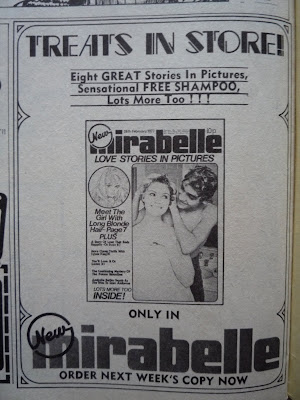 TREATS IN STORE!
Eight GREAT Stories In Pictures,
Sensational FREE SHAMPOO,
Lots More Too ! ! !
New
mirabelle
LOVE STORIES IN PICTURES
Meet The
Girl With
Long Blonde
Hair-Page 7
PLUS
LOTS MORE TOO
INSIDE!
ONLY IN
New
mirabelle
ORDER NEXT WEEK'S COPY NOW